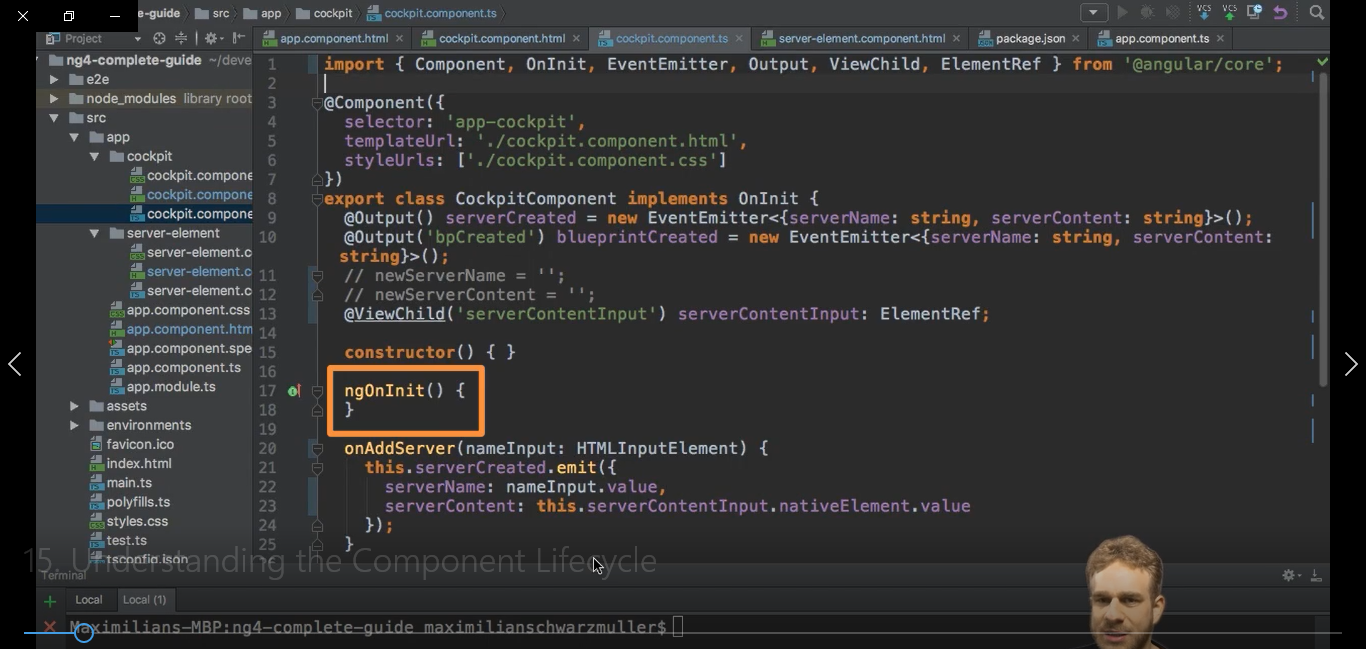 e-guide src app cockpit cockpit.component.ts
Project
app.component.html cockpit.component.html cockpit.component.ts server-element.component.html package.json app.component.ts
VCS VCS
ng4-complete-guide ~/deve
e2e
node_modules library root
src
app
cockpit
cockpit.compone
cockpit.compone
cockpit.compone
server-element
server-element.c
server-element.c
server-element.c
app.component.css
app.component.htm
app.component.spe
app.component.ts
app.module.ts
assets
environments
favicon.ico
index.html
main.ts
polyfills.ts
styles.css
test.ts
tsconfig.json
1 import { Component, OnInit, EventEmitter, Output, ViewChild, ElementRef } from '@angular/core';
2
3 @Component({
4 selector: 'app-cockpit',
5 templateUrl: './cockpit.component.html',
6 styleUrls: ['./cockpit.component.css']
7 })
8 export class CockpitComponent implements OnInit {
9 @Output() serverCreated = new EventEmitter<{serverName: string, serverContent: string}>();
10 @Output('bpCreated') blueprintCreated = new EventEmitter<{serverName: string, serverContent:
string}>();
11 // newServerName = '';
12 // newServerContent = '';
13 @ViewChild('serverContentInput') serverContentInput: ElementRef;
14
15 constructor() { }
16
17 ngOnInit() {
18 }
19
20 onAddServer(nameInput: HTMLInputElement) {
21 this.serverCreated.emit({
22 serverName: nameInput.value,
23 serverContent: this.serverContentInput.nativeElement.value
24 });
25 }
15. Understanding the Component Lifecycle
Terminal
Local Local (1)
Maximilians-MBP:ng4-complete-guide maximilianschwarzmuller$